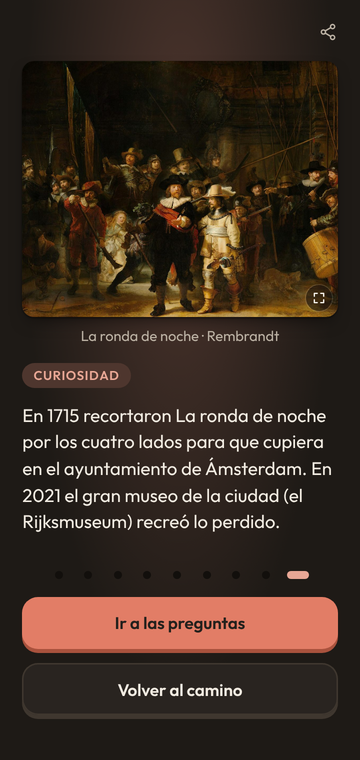 La ronda de noche · Rembrandt
CURIOSIDAD
En 1715 recortaron La ronda de noche
por los cuatro lados para que cupiera
en el ayuntamiento de Ámsterdam. En
2021 el gran museo de la ciudad (el
Rijksmuseum) recreó lo perdido.
Ir a las preguntas
Volver al camino